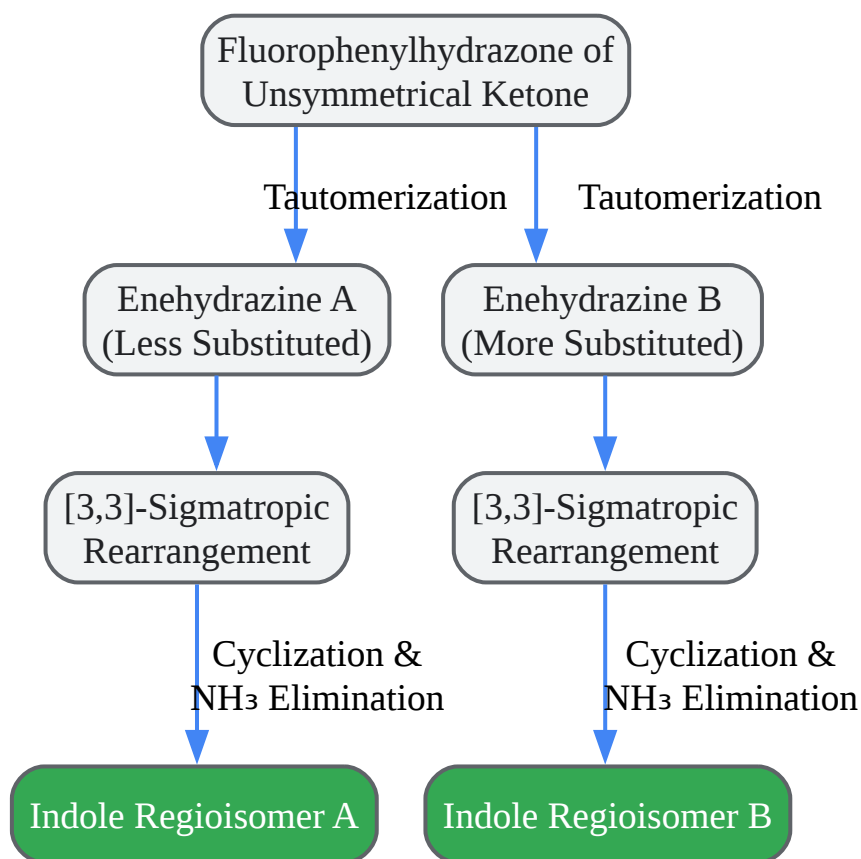 Fluorophenylhydrazone of
Unsymmetrical Ketone
Tautomerization
Tautomerization
Enehydrazine A
(Less Substituted)
Enehydrazine B
(More Substituted)
[3,3]-Sigmatropic
Rearrangement
[3,3]-Sigmatropic
Rearrangement
Cyclization &
NH₃ Elimination
Cyclization &
NH₃ Elimination
Indole Regioisomer A
Indole Regioisomer B